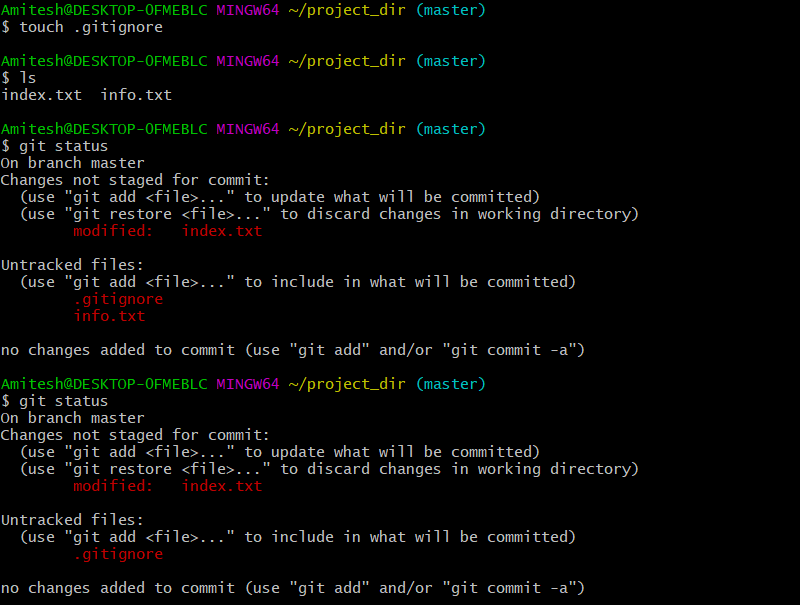 Amitesh@DESKTOP-OFMEBLC MINGW64 ~/project_dir (master)
$ touch .gitignore

Amitesh@DESKTOP-OFMEBLC MINGW64 ~/project_dir (master)
$ ls
index.txt  info.txt

Amitesh@DESKTOP-OFMEBLC MINGW64 ~/project_dir (master)
$ git status
On branch master
Changes not staged for commit:
  (use "git add <file>..." to update what will be committed)
  (use "git restore <file>..." to discard changes in working directory)
        modified:   index.txt

Untracked files:
  (use "git add <file>..." to include in what will be committed)
        .gitignore
        info.txt

no changes added to commit (use "git add" and/or "git commit -a")

Amitesh@DESKTOP-OFMEBLC MINGW64 ~/project_dir (master)
$ git status
On branch master
Changes not staged for commit:
  (use "git add <file>..." to update what will be committed)
  (use "git restore <file>..." to discard changes in working directory)
        modified:   index.txt

Untracked files:
  (use "git add <file>..." to include in what will be committed)
        .gitignore

no changes added to commit (use "git add" and/or "git commit -a")